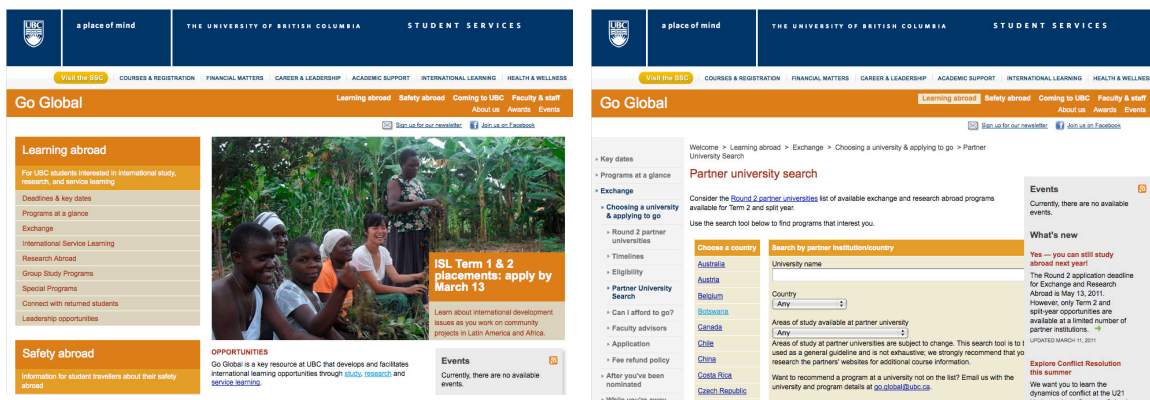 UBC
a place of mind
THE UNIVERSITY OF BRITISH COLUMBIA
STUDENT SERVICES
Visit the SSC
COURSES & REGISTRATION
FINANCIAL MATTERS
CAREER & LEADERSHIP
ACADEMIC SUPPORT
INTERNATIONAL LEARNING
HEALTH & WELLNESS
Go Global
Learning abroad Safety abroad Coming to UBC Faculty & staff
About us Awards Events
Sign up for our newsletter Join us on Facebook
Learning abroad
For UBC students interested in international study,
research, and service learning
Deadlines & key dates
Programs at a glance
Exchange
International Service Learning
Research Abroad
Group Study Programs
Special Programs
Connect with returned students
Leadership opportunities
Safety abroad
Information for student travellers about their safety
abroad
ISL Term 1 & 2
placements: apply by
March 13
Learn about international development
issues as you work on community
projects in Latin America and Africa.
OPPORTUNITIES
Go Global is a key resource at UBC that develops and facilitates
international learning opportunities through study, research and
service learning.
Events
Currently, there are no available
events.
UBC
a place of mind
THE UNIVERSITY OF BRITISH COLUMBIA
STUDENT SERVICES
Visit the SSC
COURSES & REGISTRATION
FINANCIAL MATTERS
CAREER & LEADERSHIP
ACADEMIC SUPPORT
INTERNATIONAL LEARNING
HEALTH & WELLNES
Go Global
Learning abroad Safety abroad Coming to UBC Faculty & staff
About us Awards Events
Sign up for our newsletter Join us on Facebook
Key dates
Programs at a glance
Exchange
Choosing a university
& applying to go
Round 2 partner
universities
Timelines
Eligibility
Partner University
Search
Can I afford to go?
Faculty advisors
Application
Fee refund policy
After you've been
nominated
While you're away
Welcome > Learning abroad > Exchange > Choosing a university & applying to go > Partner
University Search
Partner university search
Consider the Round 2 partner universities list of available exchange and research abroad programs
available for Term 2 and split year.
Use the search tool below to find programs that interest you.
Choose a country
Australia
Austria
Belgium
Botswana
Canada
Chile
China
Costa Rica
Czech Republic
Search by partner institution/country
University name
Country
Any
Areas of study available at partner university
Any
Areas of study at partner universities are subject to change. This search tool is to
used as a general guideline and is not exhaustive; we strongly recommend that yo
research the partner's websites for additional course information.
Want to recommend a program at a university not on the list? Email us with the
university and program details at go.global@ubc.ca.
Events
Currently, there are no available
events.
What's new
Yes — you can still study
abroad next year!
The Round 2 application deadline
for Exchange and Research
Abroad is May 13, 2011.
However, only Term 2 and
split-year opportunities are
available at a limited number of
partner institutions.
UPDATED MARCH 11, 2011
Explore Conflict Resolution
this summer
We want you to learn the
dynamics of conflict at the U21